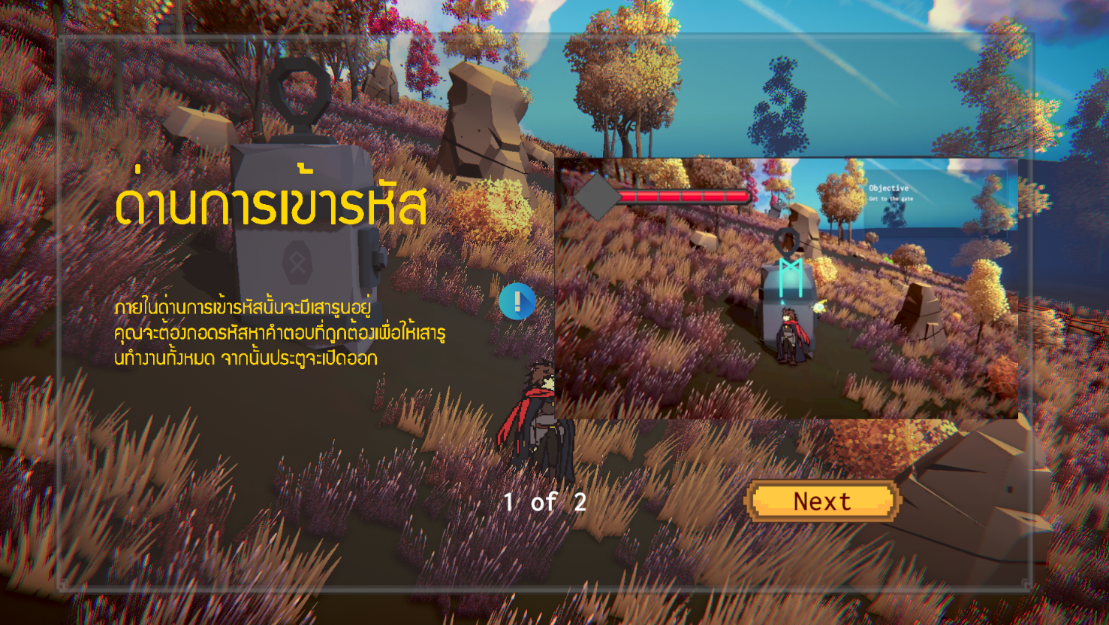 ด่านการเข้ารหัส
ภายในด่านการเข้ารหัสนั้นจะมีเสารูนอยู่
คุณจะต้องถอดรหัสหาคำตอบที่ถูกต้องเพื่อให้เสารู
นทำงานทั้งหมด จากนั้นประตูจะเปิดออก
Objective
Get to the gate
1 of 2
Next